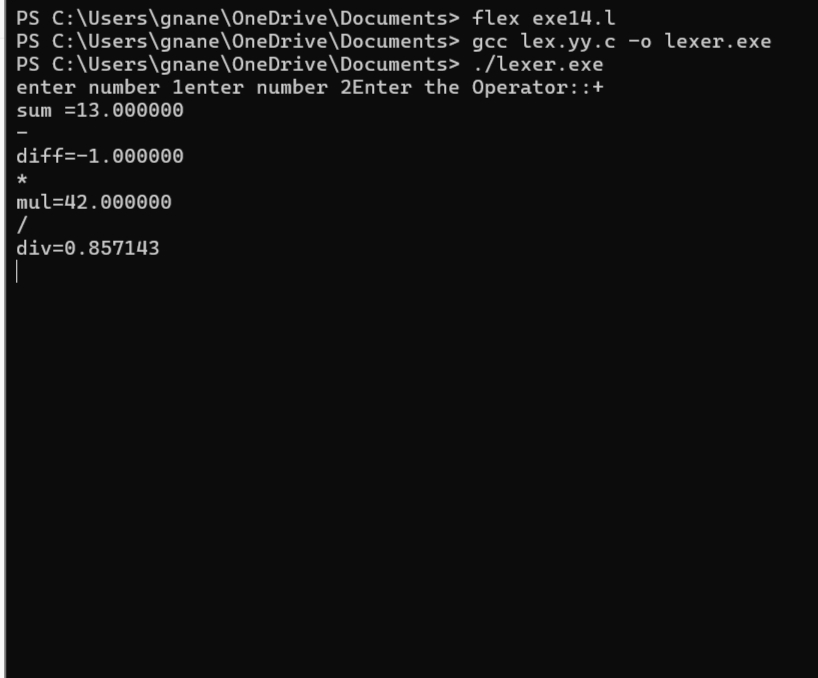 PS C:\Users\gnane\OneDrive\Documents> flex exe14.l
PS C:\Users\gnane\OneDrive\Documents> gcc lex.yy.c -o lexer.exe
PS C:\Users\gnane\OneDrive\Documents> ./lexer.exe
enter number 1enter number 2Enter the Operator::+
sum =13.000000
-
diff=-1.000000
*
mul=42.000000
/
div=0.857143